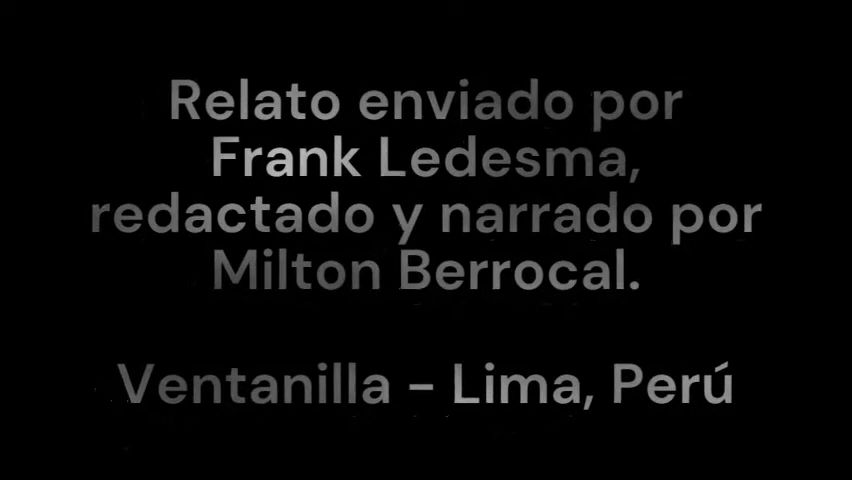 Relato enviado por
Frank Ledesma,
redactado y narrado por
Milton Berrocal.
Ventanilla - Lima, Perú